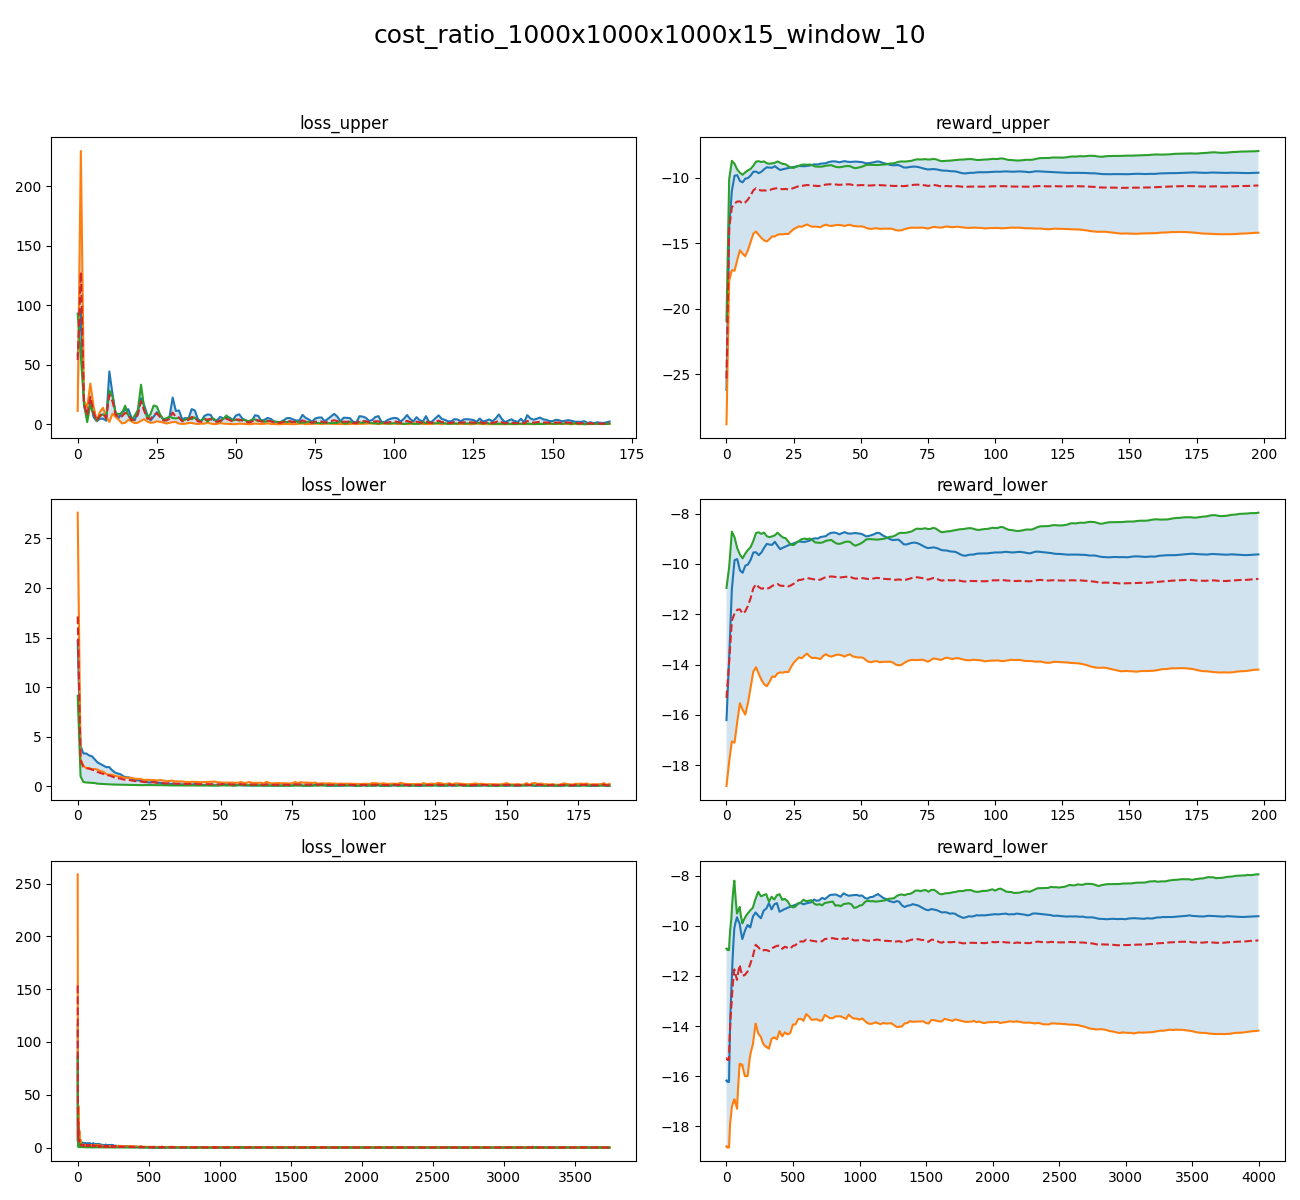 cost_ratio_1000x1000x1000x15_window_10
loss_upper
200
150
100
50
0
0 25 50 75 100 125 150 175
reward_upper
−10
−15
−20
−25
0 25 50 75 100 125 150 175 200
loss_lower
25
20
15
10
5
0
0 25 50 75 100 125 150 175
reward_lower
−8
−10
−12
−14
−16
−18
0 25 50 75 100 125 150 175 200
loss_lower
250
200
150
100
50
0
0 500 1000 1500 2000 2500 3000 3500
reward_lower
−8
−10
−12
−14
−16
−18
0 500 1000 1500 2000 2500 3000 3500 4000